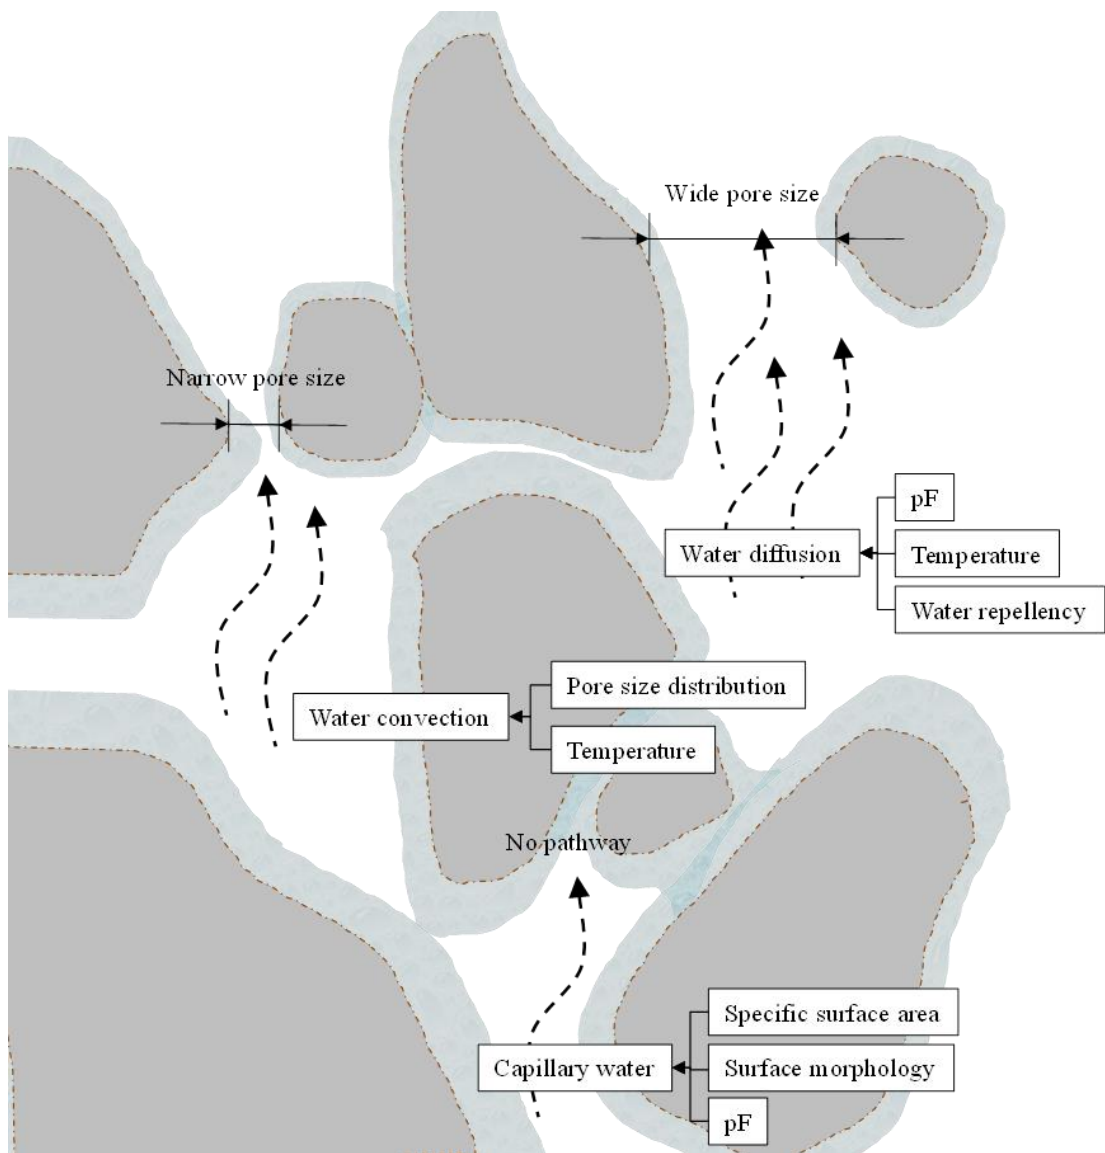 Wide pore size
Narrow pore size
pF
Water diffusion
Temperature
Water repellency
Pore size distribution
Water convection
Temperature
No pathway
Specific surface area
Capillary water
Surface morphology
pF